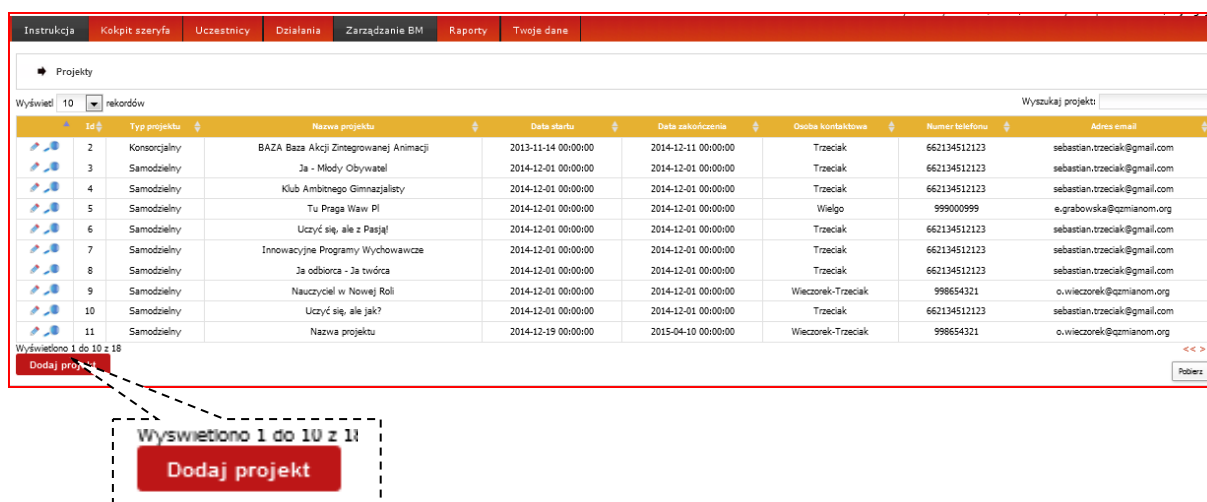 Instrukcja Kokpit szeryfa Uczestnicy Działania Zarządzanie BM Raporty Twoje dane
Projekty
Wyświetl 10 rekordów Wyszukaj projekt:
Id Typ projektu Nazwa projektu Data startu Data zakończenia Osoba kontaktowa Numer telefonu Adres email
2 Konsorcjalny BAZA Baza Akcji Zintegrowanej Animacji 2013-11-14 00:00:00 2014-12-11 00:00:00 Trzeciak 662134512123 sebastian.trzeciak@gmail.com
3 Samodzielny Ja - Młody Obywatel 2014-12-01 00:00:00 2014-12-01 00:00:00 Trzeciak 662134512123 sebastian.trzeciak@gmail.com
4 Samodzielny Klub Ambitnego Gimnazjalisty 2014-12-01 00:00:00 2014-12-01 00:00:00 Trzeciak 662134512123 sebastian.trzeciak@gmail.com
5 Samodzielny Tu Praga Waw Pl 2014-12-01 00:00:00 2014-12-01 00:00:00 Wielgo 999000999 e.grabowska@qzmianom.org
6 Samodzielny Uczyć się, ale z Pasją! 2014-12-01 00:00:00 2014-12-01 00:00:00 Trzeciak 662134512123 sebastian.trzeciak@gmail.com
7 Samodzielny Innowacyjne Programy Wychowawcze 2014-12-01 00:00:00 2014-12-01 00:00:00 Trzeciak 662134512123 sebastian.trzeciak@gmail.com
8 Samodzielny Ja odbiorca - Ja twórca 2014-12-01 00:00:00 2014-12-01 00:00:00 Trzeciak 662134512123 sebastian.trzeciak@gmail.com
9 Samodzielny Nauczyciel w Nowej Roli 2014-12-01 00:00:00 2014-12-01 00:00:00 Wieczorek-Trzeciak 998654321 o.wieczorek@qzmianom.org
10 Samodzielny Uczyć się, ale jak? 2014-12-01 00:00:00 2014-12-01 00:00:00 Trzeciak 662134512123 sebastian.trzeciak@gmail.com
11 Samodzielny Nazwa projektu 2014-12-19 00:00:00 2015-04-10 00:00:00 Wieczorek-Trzeciak 998654321 o.wieczorek@qzmianom.org
Wyświetlono 1 do 10 z 18 << >
Dodaj projekt Pobierz
Wyswietlono 1 do 10 z 18
Dodaj projekt